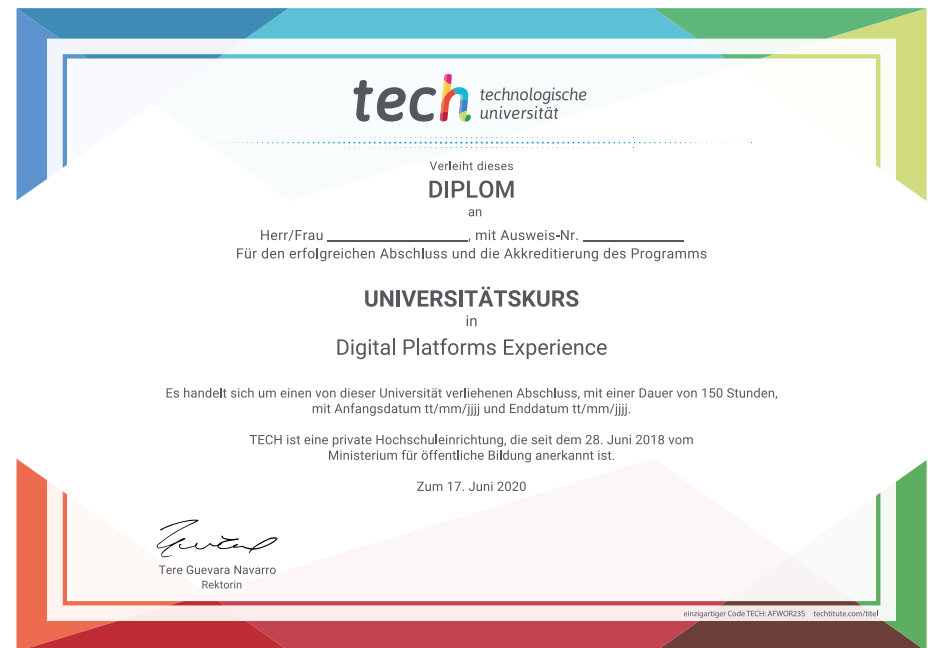 tech technologische
universität
Verleiht dieses
DIPLOM
an
Herr/Frau ____________, mit Ausweis-Nr. ____________
Für den erfolgreichen Abschluss und die Akkreditierung des Programms
UNIVERSITÄTSKURS
in
Digital Platforms Experience
Es handelt sich um einen von dieser Universität verliehenen Abschluss, mit einer Dauer von 150 Stunden,
mit Anfangsdatum tt/mm/jjjj und Enddatum tt/mm/jjjj.
TECH ist eine private Hochschuleinrichtung, die seit dem 28. Juni 2018 vom
Ministerium für öffentliche Bildung anerkannt ist.
Zum 17. Juni 2020
Tere Guevara Navarro
Rektorin
einzigartiger Code TECH: AFWOR23S techtitute.com/titel